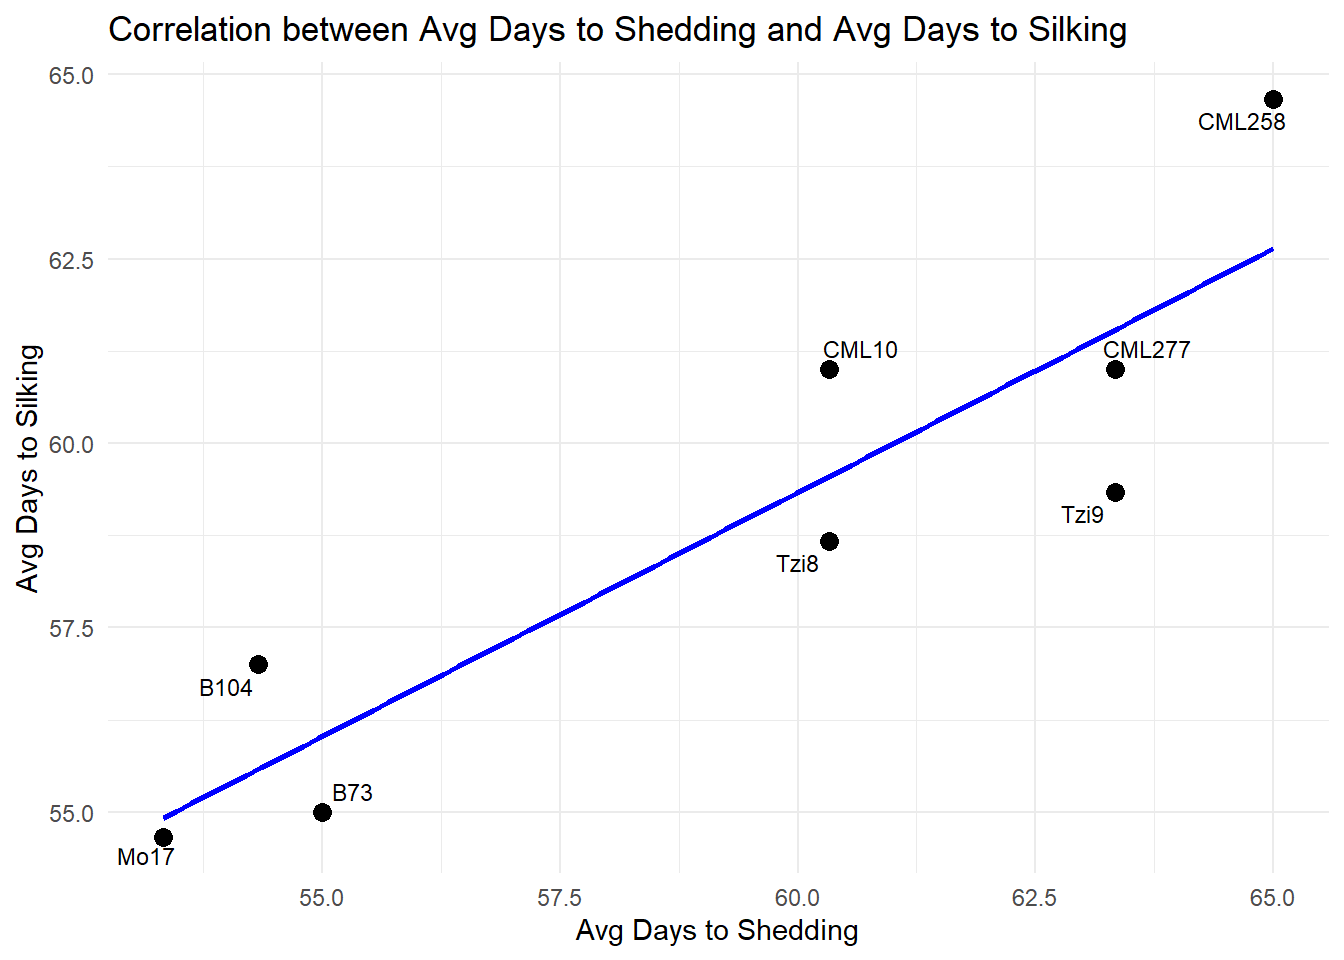 Correlation between Avg Days to Shedding and Avg Days to Silking
65.0
CML258
62.5
CML10
CML277
60.0
Tzi9
Tzi8
57.5
B104
B73
55.0
Mo17
55.0 57.5 60.0 62.5 65.0
Avg Days to Shedding
Avg Days to Silking